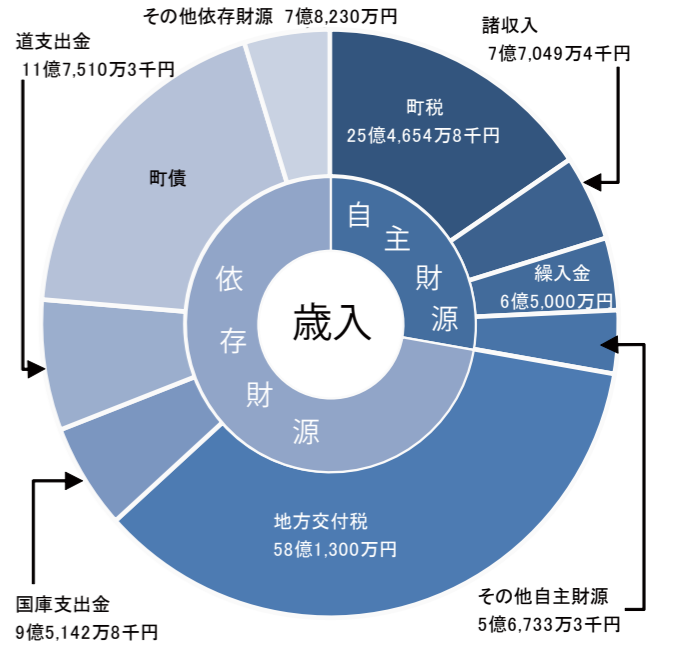 その他依存財源 7億8,230万円
道支出金
11億7,510万3千円
諸収入
7億7,049万4千円
町税
25億4,654万8千円
町債
繰入金
6億5,000万円
自主財源
依存財源
歳入
地方交付税
58億1,300万円
国庫支出金
9億5,142万8千円
その他自主財源
5億6,733万3千円